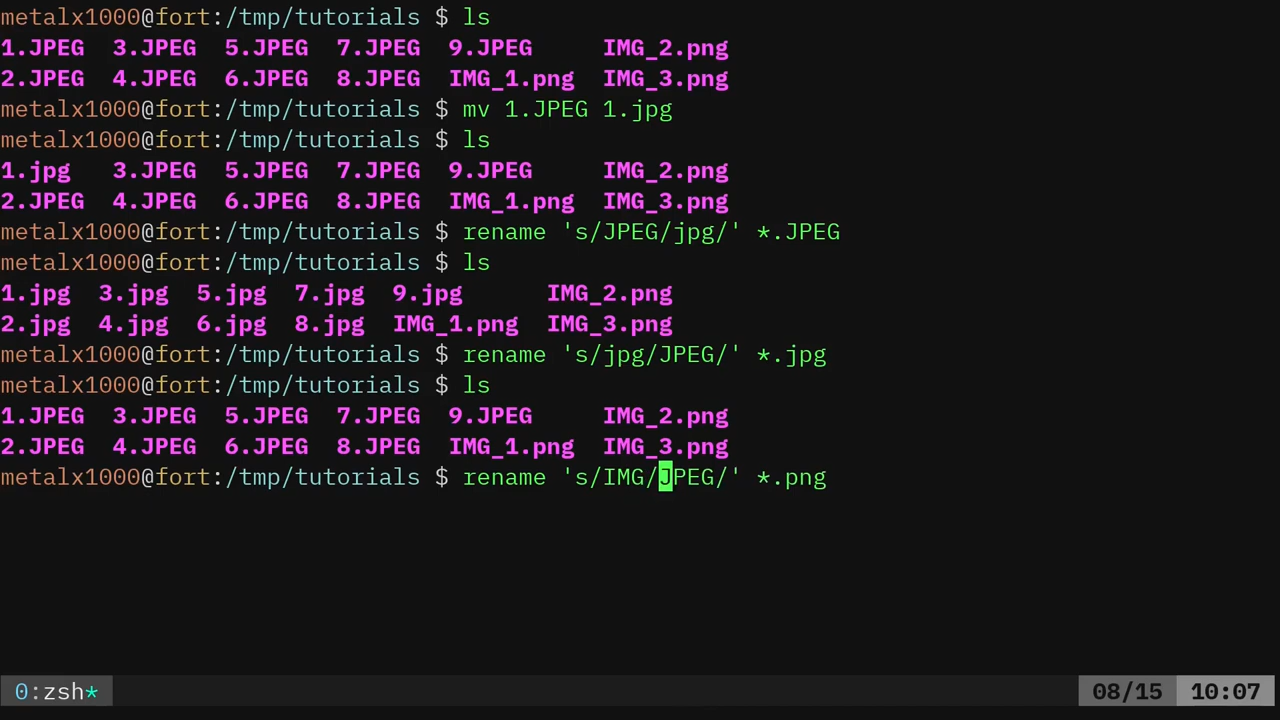 metalx1000@fort:/tmp/tutorials $ ls
1.JPEG  3.JPEG  5.JPEG  7.JPEG  9.JPEG     IMG_2.png
2.JPEG  4.JPEG  6.JPEG  8.JPEG  IMG_1.png  IMG_3.png
metalx1000@fort:/tmp/tutorials $ mv 1.JPEG 1.jpg
metalx1000@fort:/tmp/tutorials $ ls
1.jpg   3.JPEG  5.JPEG  7.JPEG  9.JPEG     IMG_2.png
2.JPEG  4.JPEG  6.JPEG  8.JPEG  IMG_1.png  IMG_3.png
metalx1000@fort:/tmp/tutorials $ rename 's/JPEG/jpg/' *.JPEG
metalx1000@fort:/tmp/tutorials $ ls
1.jpg  3.jpg  5.jpg  7.jpg  9.jpg      IMG_2.png
2.jpg  4.jpg  6.jpg  8.jpg  IMG_1.png  IMG_3.png
metalx1000@fort:/tmp/tutorials $ rename 's/jpg/JPEG/' *.jpg
metalx1000@fort:/tmp/tutorials $ ls
1.JPEG  3.JPEG  5.JPEG  7.JPEG  9.JPEG     IMG_2.png
2.JPEG  4.JPEG  6.JPEG  8.JPEG  IMG_1.png  IMG_3.png
metalx1000@fort:/tmp/tutorials $ rename 's/IMG/JPEG/' *.png
0:zsh* 08/15 10:07